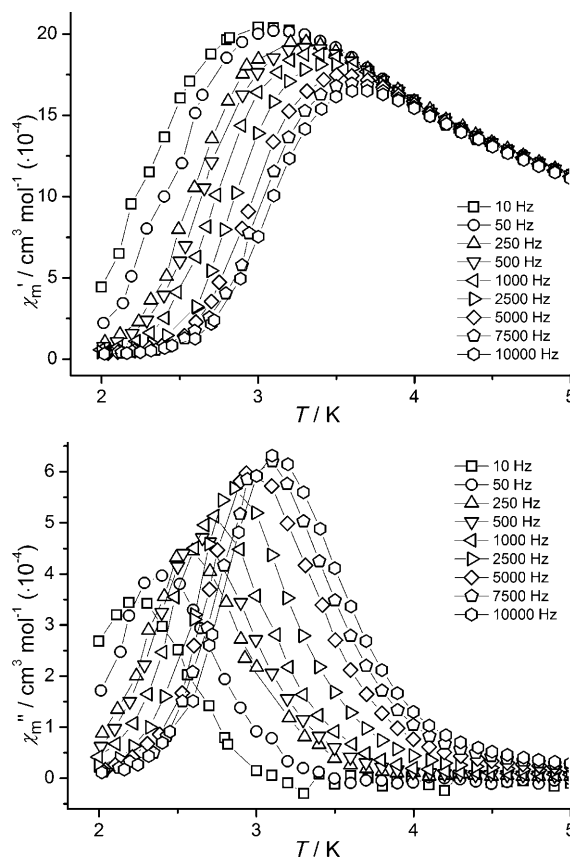 20
15
10
5
0
χm' / cm³ mol⁻¹ (·10⁻⁴)
10 Hz
50 Hz
250 Hz
500 Hz
1000 Hz
2500 Hz
5000 Hz
7500 Hz
10000 Hz
2
3
4
5
T / K
6
5
4
3
2
1
0
χm'' / cm³ mol⁻¹ (·10⁻⁴)
10 Hz
50 Hz
250 Hz
500 Hz
1000 Hz
2500 Hz
5000 Hz
7500 Hz
10000 Hz
2
3
4
5
T / K